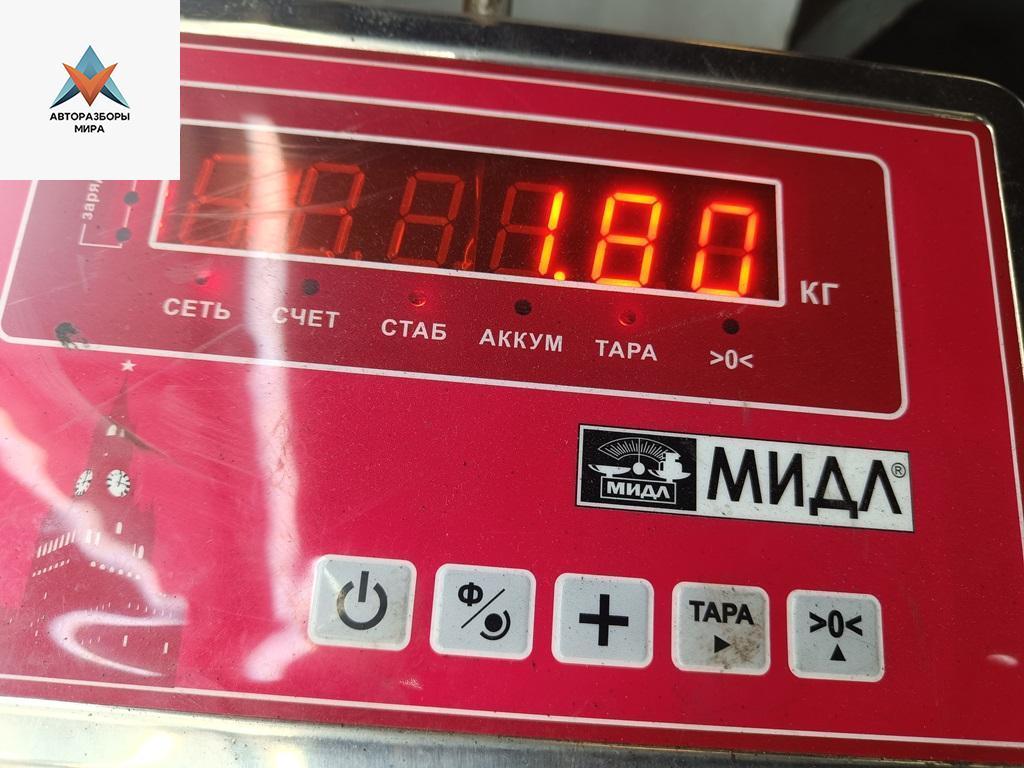 АВТОРАЗБОРЫ
МИРА
1.80
КГ
СЕТЬ СЧЕТ СТАБ АККУМ ТАРА >0<
МИДЛ МИДЛ®
Ф
+
ТАРА
>0<